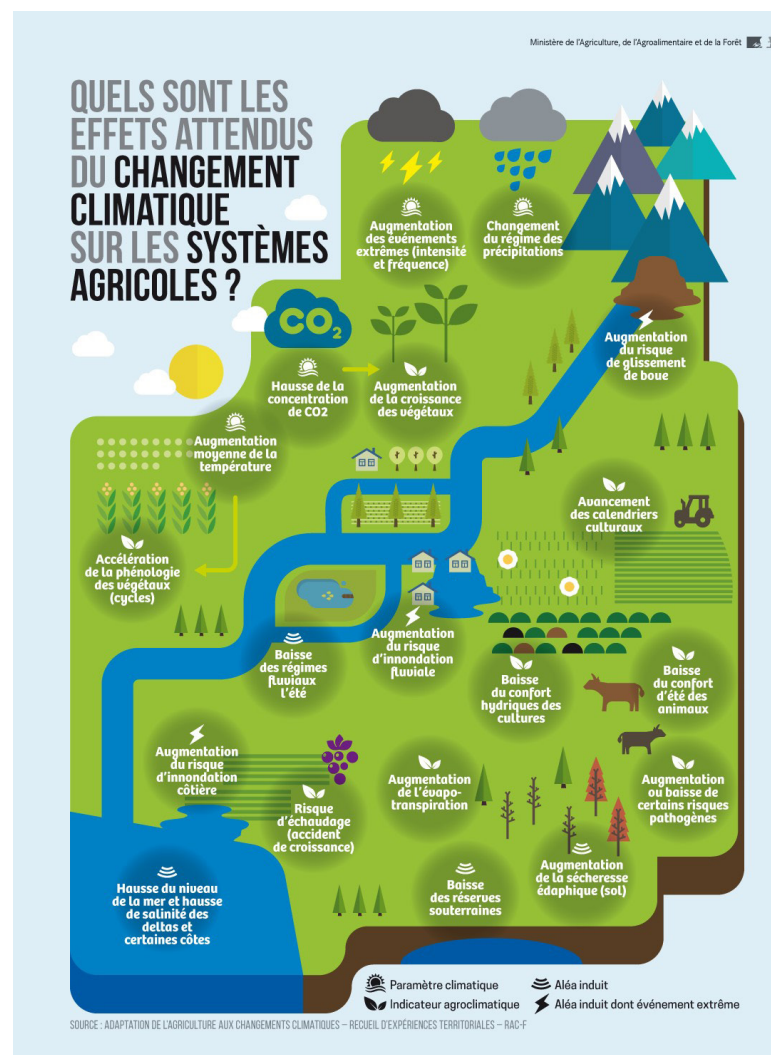 Ministère de l'Agriculture, de l'Agroalimentaire et de la Forêt
QUELS SONT LES
EFFETS ATTENDUS
DU CHANGEMENT
CLIMATIQUE
SUR LES SYSTÈMES
AGRICOLES ?
Augmentation
des événements
extrêmes (intensité
et fréquence)
Changement
du régime des
précipitations
Augmentation
du risque
de glissement
de boue
CO2
Hausse de la
concentration
de CO2
Augmentation
de la croissance
des végétaux
Augmentation
moyenne de la
température
Avancement
des calendriers
culturaux
Accélération
de la phénologie
des végétaux
(cycles)
Augmentation
du risque
d'innondation
fluviale
Baisse
des régimes
fluviaux
l'été
Baisse
du confort
hydriques des
cultures
Baisse
du confort
d'été des
animaux
Augmentation
du risque
d'innondation
côtière
Risque
d'échaudage
(accident
de croissance)
Augmentation
de l'évapo-
transpiration
Augmentation
ou baisse de
certains risques
pathogènes
Hausse du niveau
de la mer et hausse
de salinité des
deltas et
certaines côtes
Baisse
des réserves
souterraines
Augmentation
de la sécheresse
édaphique (sol)
Paramètre climatique
Aléa induit
Indicateur agroclimatique
Aléa induit dont événement extrême
SOURCE : ADAPTATION DE L'AGRICULTURE AUX CHANGEMENTS CLIMATIQUES – RECUEIL D'EXPÉRIENCES TERRITORIALES – RAC-F